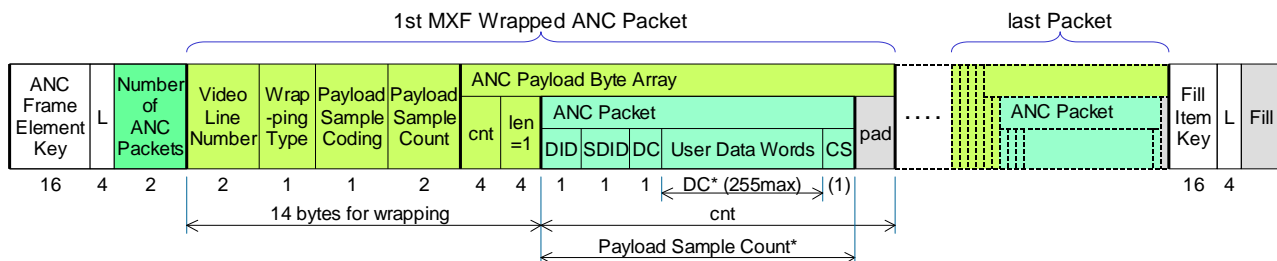 1st MXF Wrapped ANC Packet
last Packet
ANC Frame Element Key
L
Number of ANC Packets
Video Line Number
Wrap-ping Type
Payload Sample Coding
Payload Sample Count
ANC Payload Byte Array
cnt
len =1
ANC Packet
DID
SDID
DC
User Data Words
CS
pad
....
ANC Packet
Fill Item Key
L
Fill
16
4
2
2
1
1
2
4
4
1
1
1
DC* (255max)
(1)
16
4
14 bytes for wrapping
cnt
Payload Sample Count*